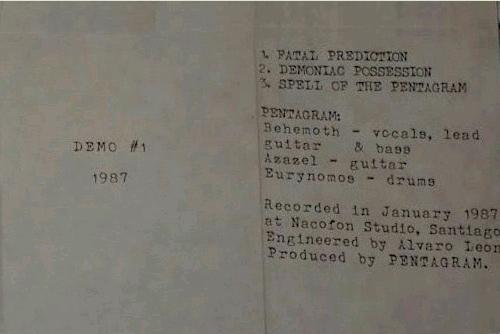 DEMO #1
1987
1. FATAL PREDICTION
2. DEMONIAC POSSESSION
3. SPELL OF THE PENTAGRAM
PENTAGRAM:
Behemoth - vocals, lead
guitar & bass
Azazel - guitar
Eurynomos - drums
Recorded in January 1987
at Nacofon Studio, Santiago
Engineered by Alvaro Leon
Produced by PENTAGRAM.